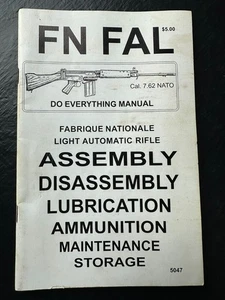 FN FAL
$5.00
Cal. 7.62 NATO
DO EVERYTHING MANUAL
FABRIQUE NATIONALE
LIGHT AUTOMATIC RIFLE
ASSEMBLY
DISASSEMBLY
LUBRICATION
AMMUNITION
MAINTENANCE
STORAGE
5047